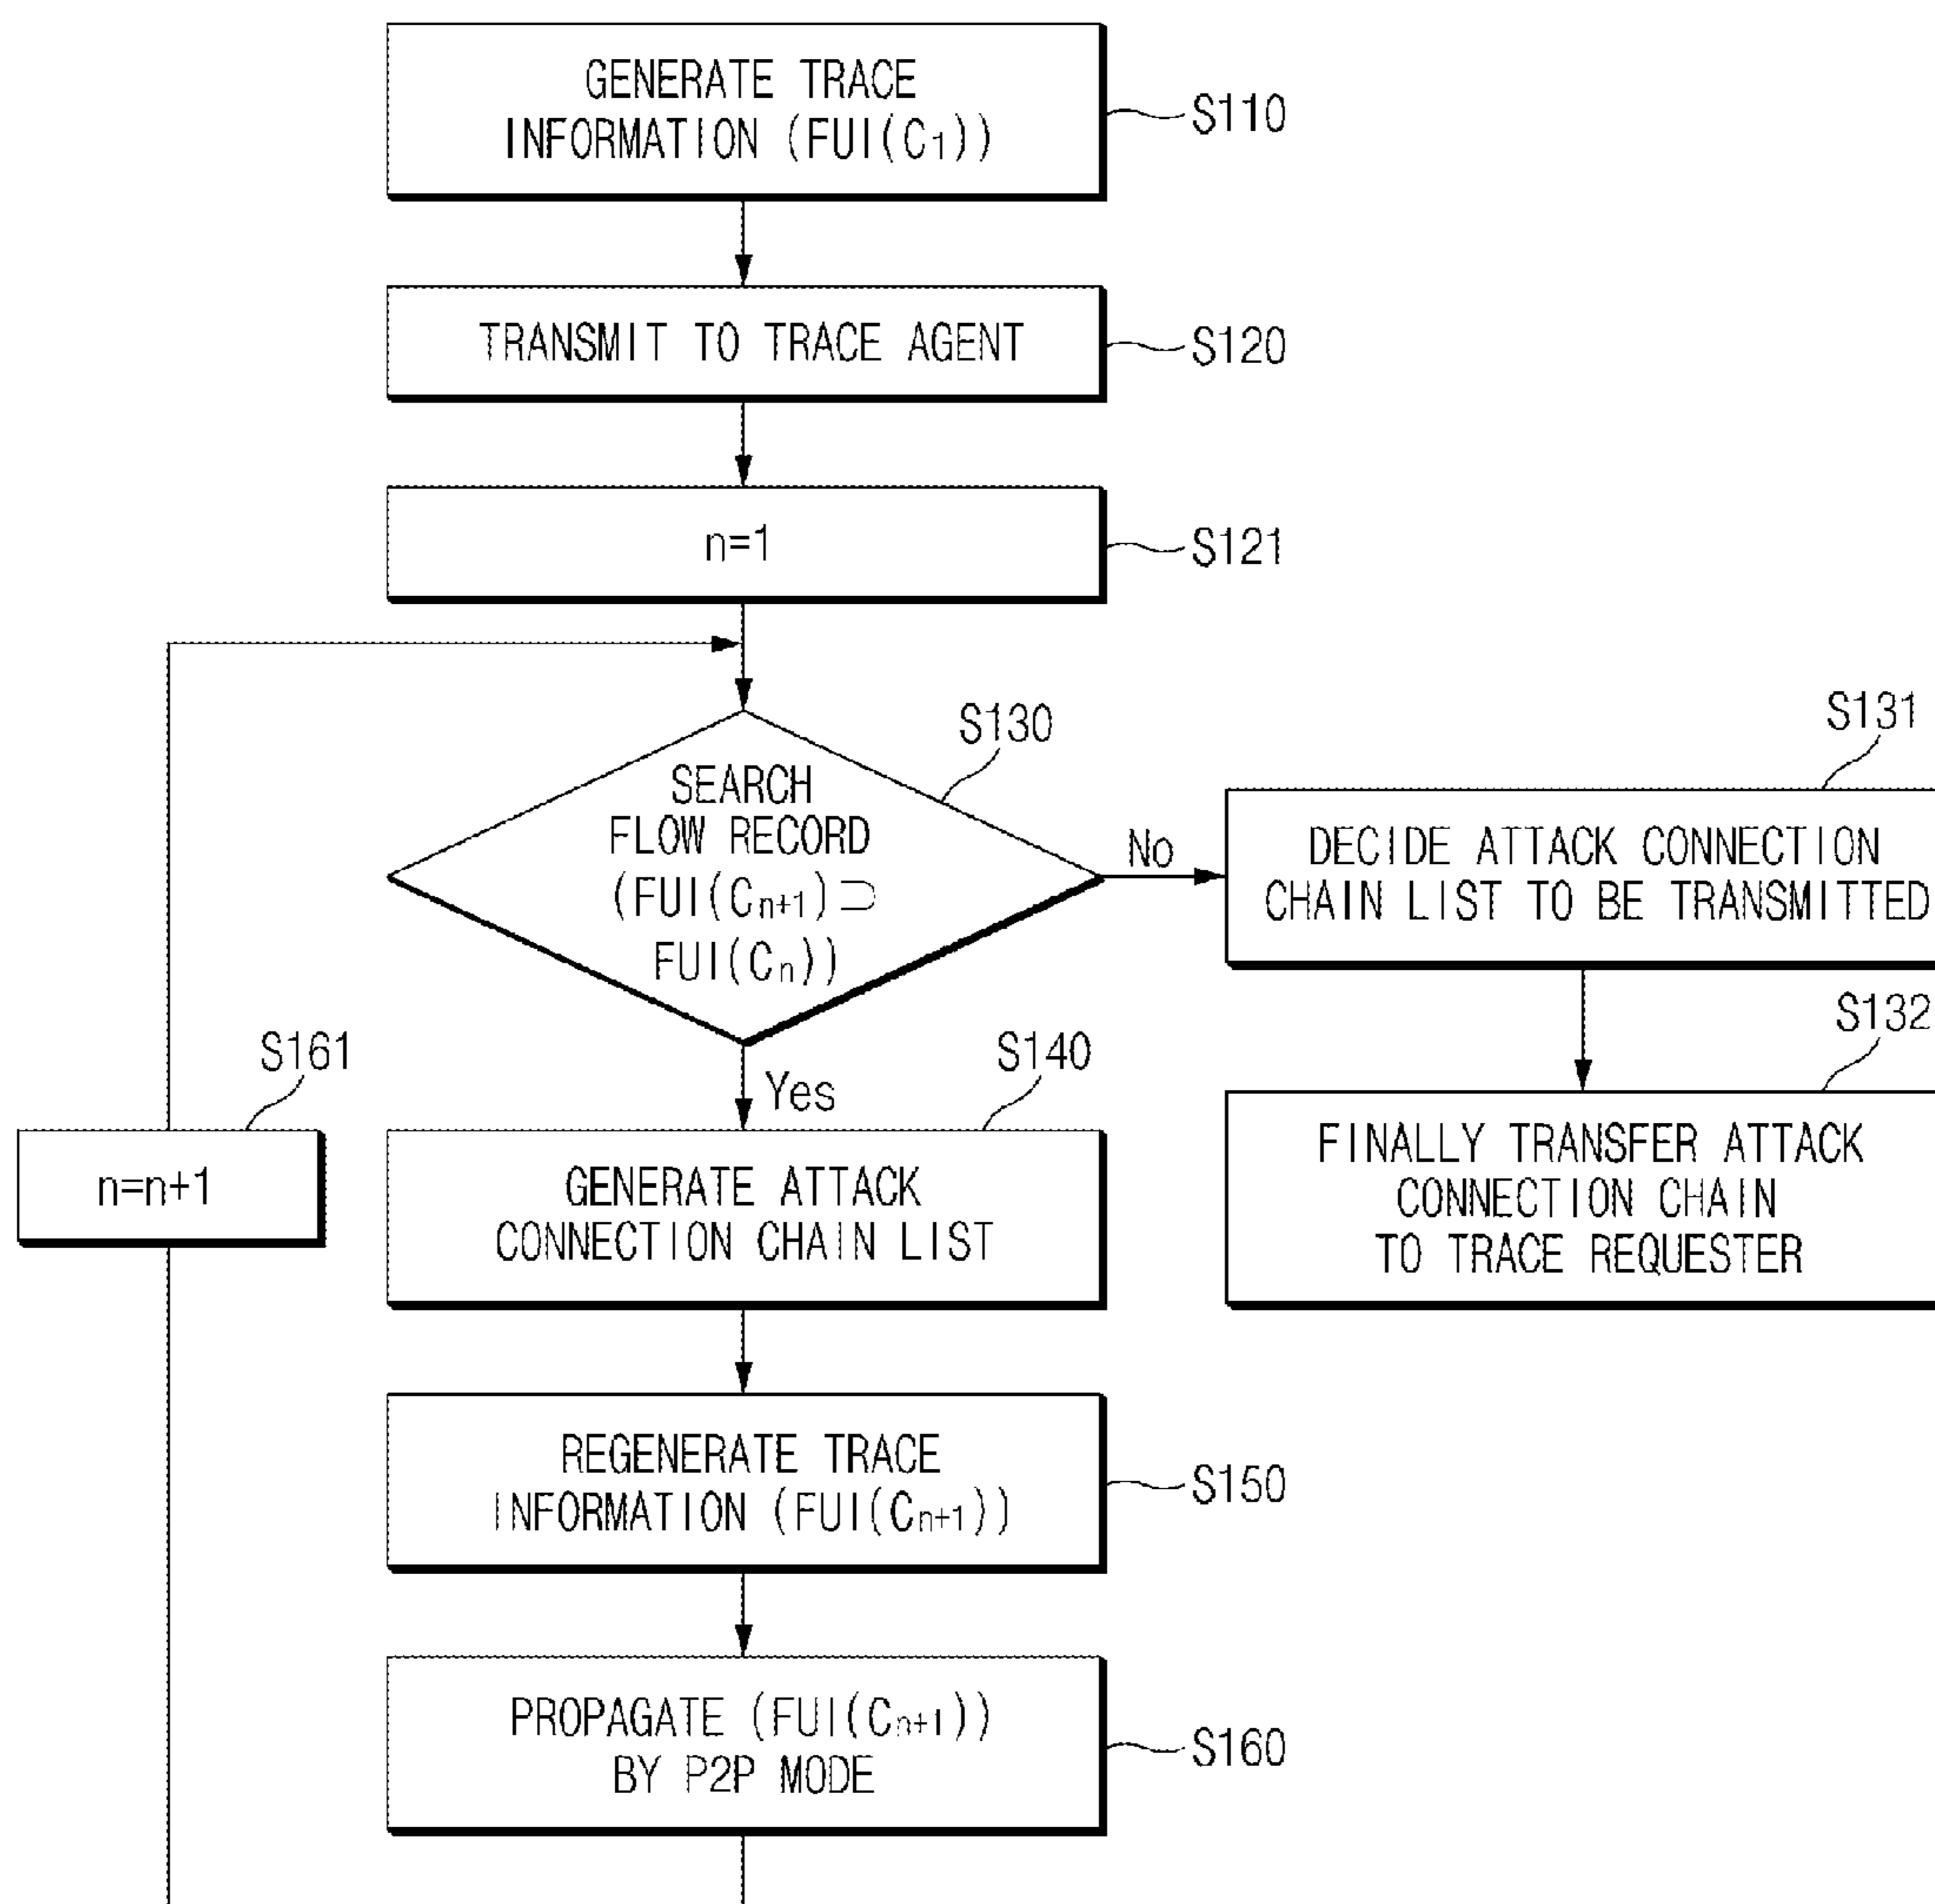 GENERATE TRACE
INFORMATION (FUI(C1))
S110
TRANSMIT TO TRACE AGENT
S120
n=1
S121
S130
SEARCH
FLOW RECORD
(FUI(Cn+1)⊃
FUI(Cn))
No
S131
DECIDE ATTACK CONNECTION
CHAIN LIST TO BE TRANSMITTED
S132
FINALLY TRANSFER ATTACK
CONNECTION CHAIN
TO TRACE REQUESTER
S161
n=n+1
Yes
S140
GENERATE ATTACK
CONNECTION CHAIN LIST
REGENERATE TRACE
INFORMATION (FUI(Cn+1))
S150
PROPAGATE (FUI(Cn+1))
BY P2P MODE
S160